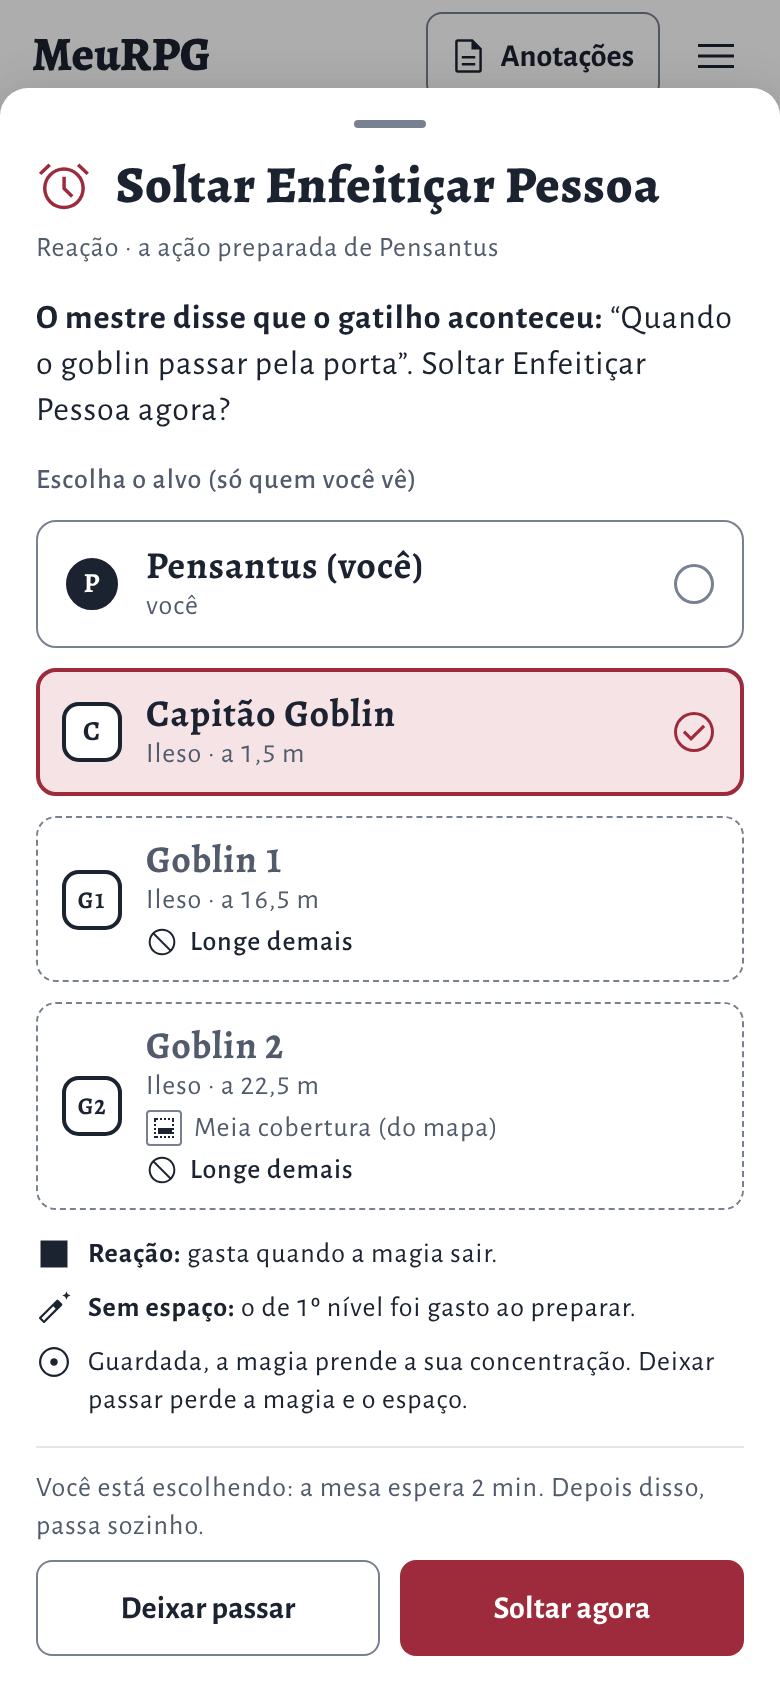 MeuRPG
Anotações
Soltar Enfeitiçar Pessoa
Reação · a ação preparada de Pensantus
O mestre disse que o gatilho aconteceu: “Quando
o goblin passar pela porta”. Soltar Enfeitiçar
Pessoa agora?
Escolha o alvo (só quem você vê)
P
Pensantus (você)
você
C
Capitão Goblin
Ileso · a 1,5 m
G1
Goblin 1
Ileso · a 16,5 m
Longe demais
G2
Goblin 2
Ileso · a 22,5 m
Meia cobertura (do mapa)
Longe demais
Reação: gasta quando a magia sair.
Sem espaço: o de 1º nível foi gasto ao preparar.
Guardada, a magia prende a sua concentração. Deixar
passar perde a magia e o espaço.
Você está escolhendo: a mesa espera 2 min. Depois disso,
passa sozinho.
Deixar passar
Soltar agora